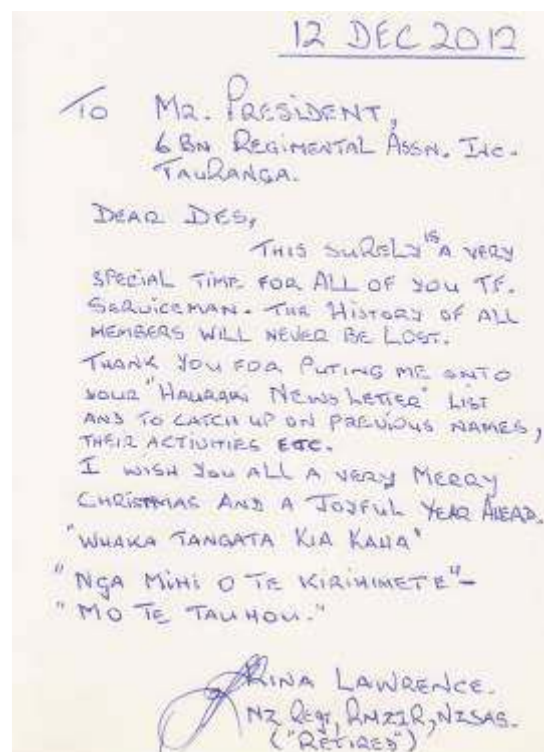 12 DEC 2012
To MR. PRESIDENT,
6 BN REGIMENTAL ASSN. INC.
TAURANGA.
DEAR DES,
THIS SURELY IS A VERY
SPECIAL TIME FOR ALL OF YOU TF.
SERVICEMAN. THE HISTORY OF ALL
MEMBERS WILL NEVER BE LOST.
THANK YOU FOR PUTING ME ONTO
YOUR "HAURAKI NEWS LETTER" LIST
AND TO CATCH UP ON PREVIOUS NAMES,
THEIR ACTIVITIES ETC.
I WISH YOU ALL A VERY MERRY
CHRISTMAS AND A JOYFUL YEAR AHEAD.
"WHAKA TANGATA KIA KAHA"
"NGA MIHI O TE KIRIHIMETE"-
"MO TE TAU HOU."
RINA LAWRENCE.
NZ Regt, RNZIR, NZSAS.
("RETIRED")